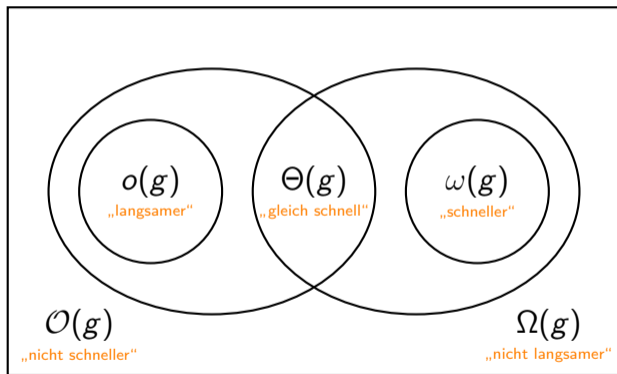 o(g)
„langsamer“
Θ(g)
„gleich schnell“
ω(g)
„schneller“
𝒪(g)
„nicht schneller“
Ω(g)
„nicht langsamer“